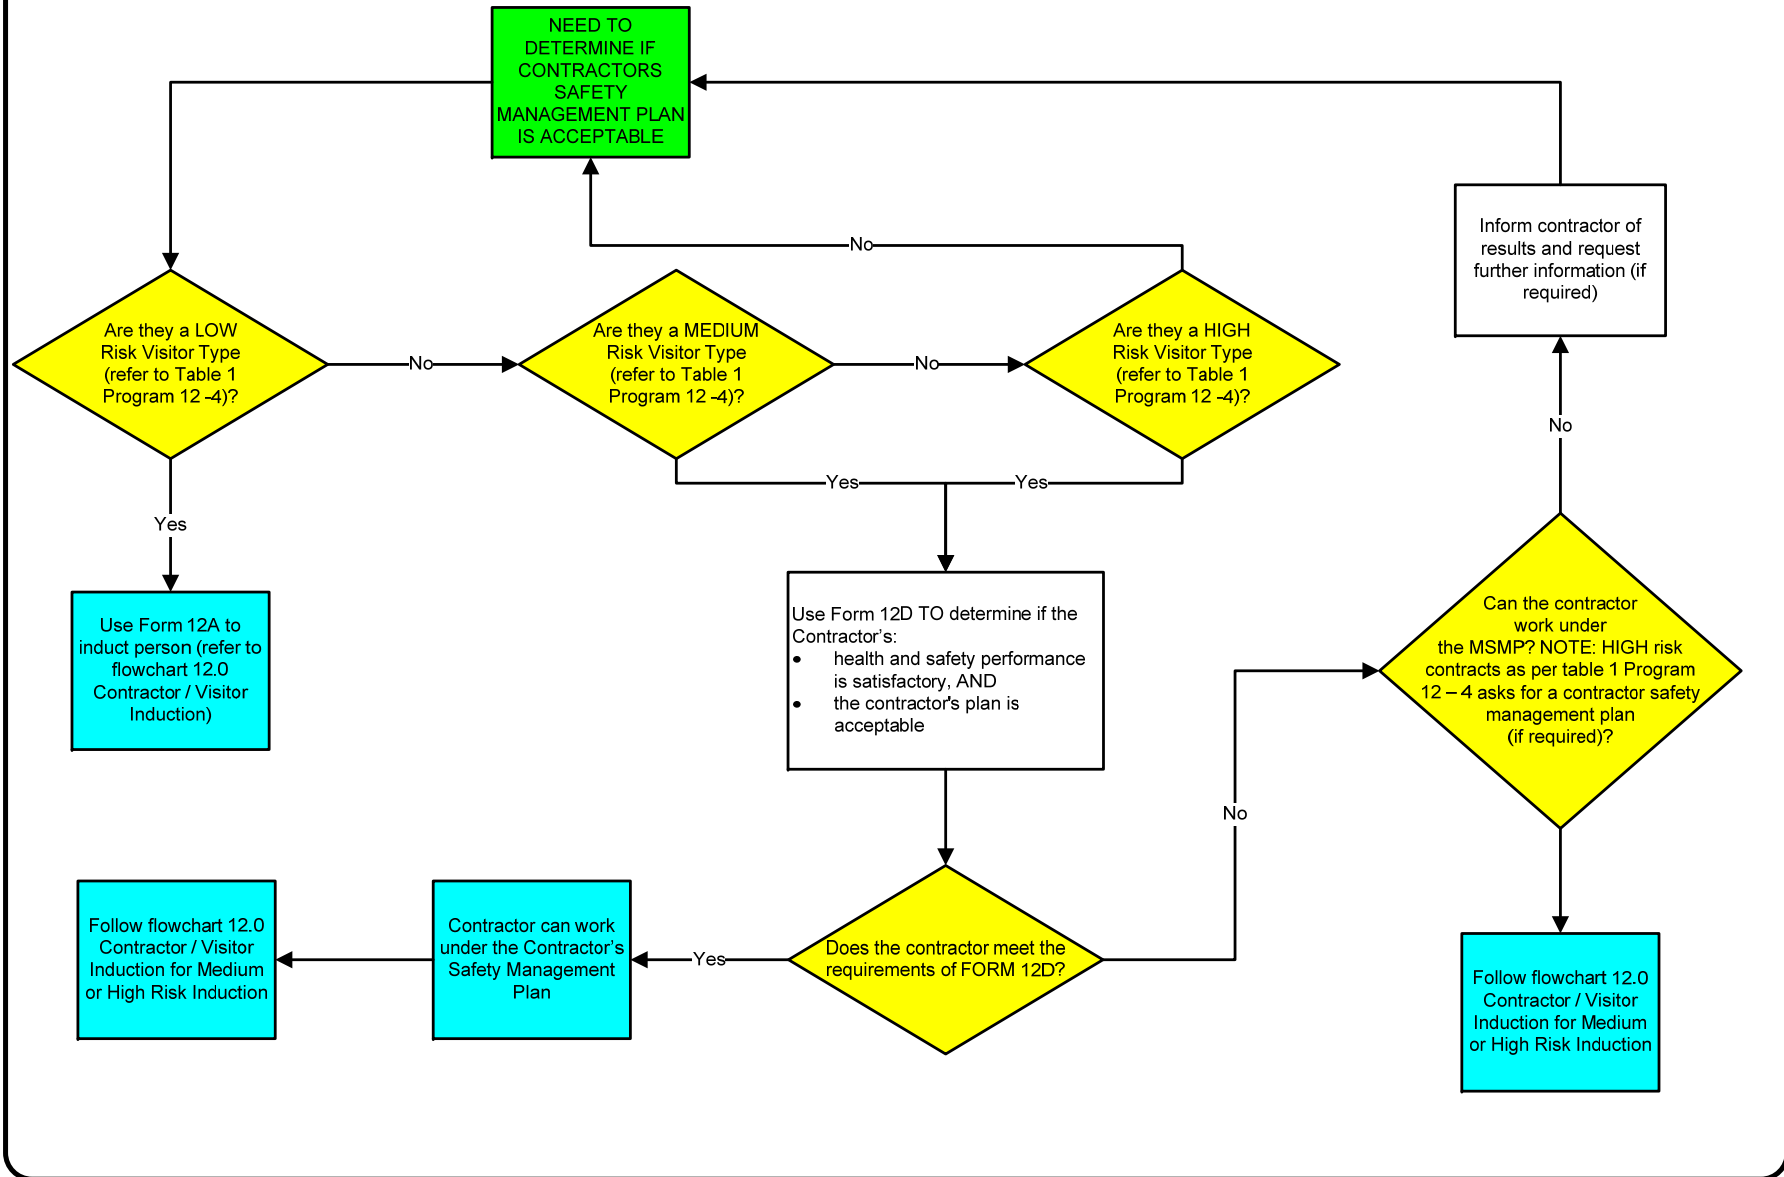 NEED TO
DETERMINE IF
CONTRACTORS
SAFETY
MANAGEMENT PLAN
IS ACCEPTABLE
Inform contractor of
results and request
further information (if
required)
No
Are they a LOW
Risk Visitor Type
(refer to Table 1
Program 12 -4)?
No
Are they a MEDIUM
Risk Visitor Type
(refer to Table 1
Program 12 -4)?
No
Are they a HIGH
Risk Visitor Type
(refer to Table 1
Program 12 -4)?
No
Yes
Yes
Yes
Use Form 12A to
induct person (refer to
flowchart 12.0
Contractor / Visitor
Induction)
Use Form 12D TO determine if the
Contractor's:
• health and safety performance
is satisfactory, AND
• the contractor's plan is
acceptable
Can the contractor
work under
the MSMP? NOTE: HIGH risk
contracts as per table 1 Program
12 – 4 asks for a contractor safety
management plan
(if required)?
No
Follow flowchart 12.0
Contractor / Visitor
Induction for Medium
or High Risk Induction
Contractor can work
under the Contractor's
Safety Management
Plan
Yes
Does the contractor meet the
requirements of FORM 12D?
Follow flowchart 12.0
Contractor / Visitor
Induction for Medium
or High Risk Induction